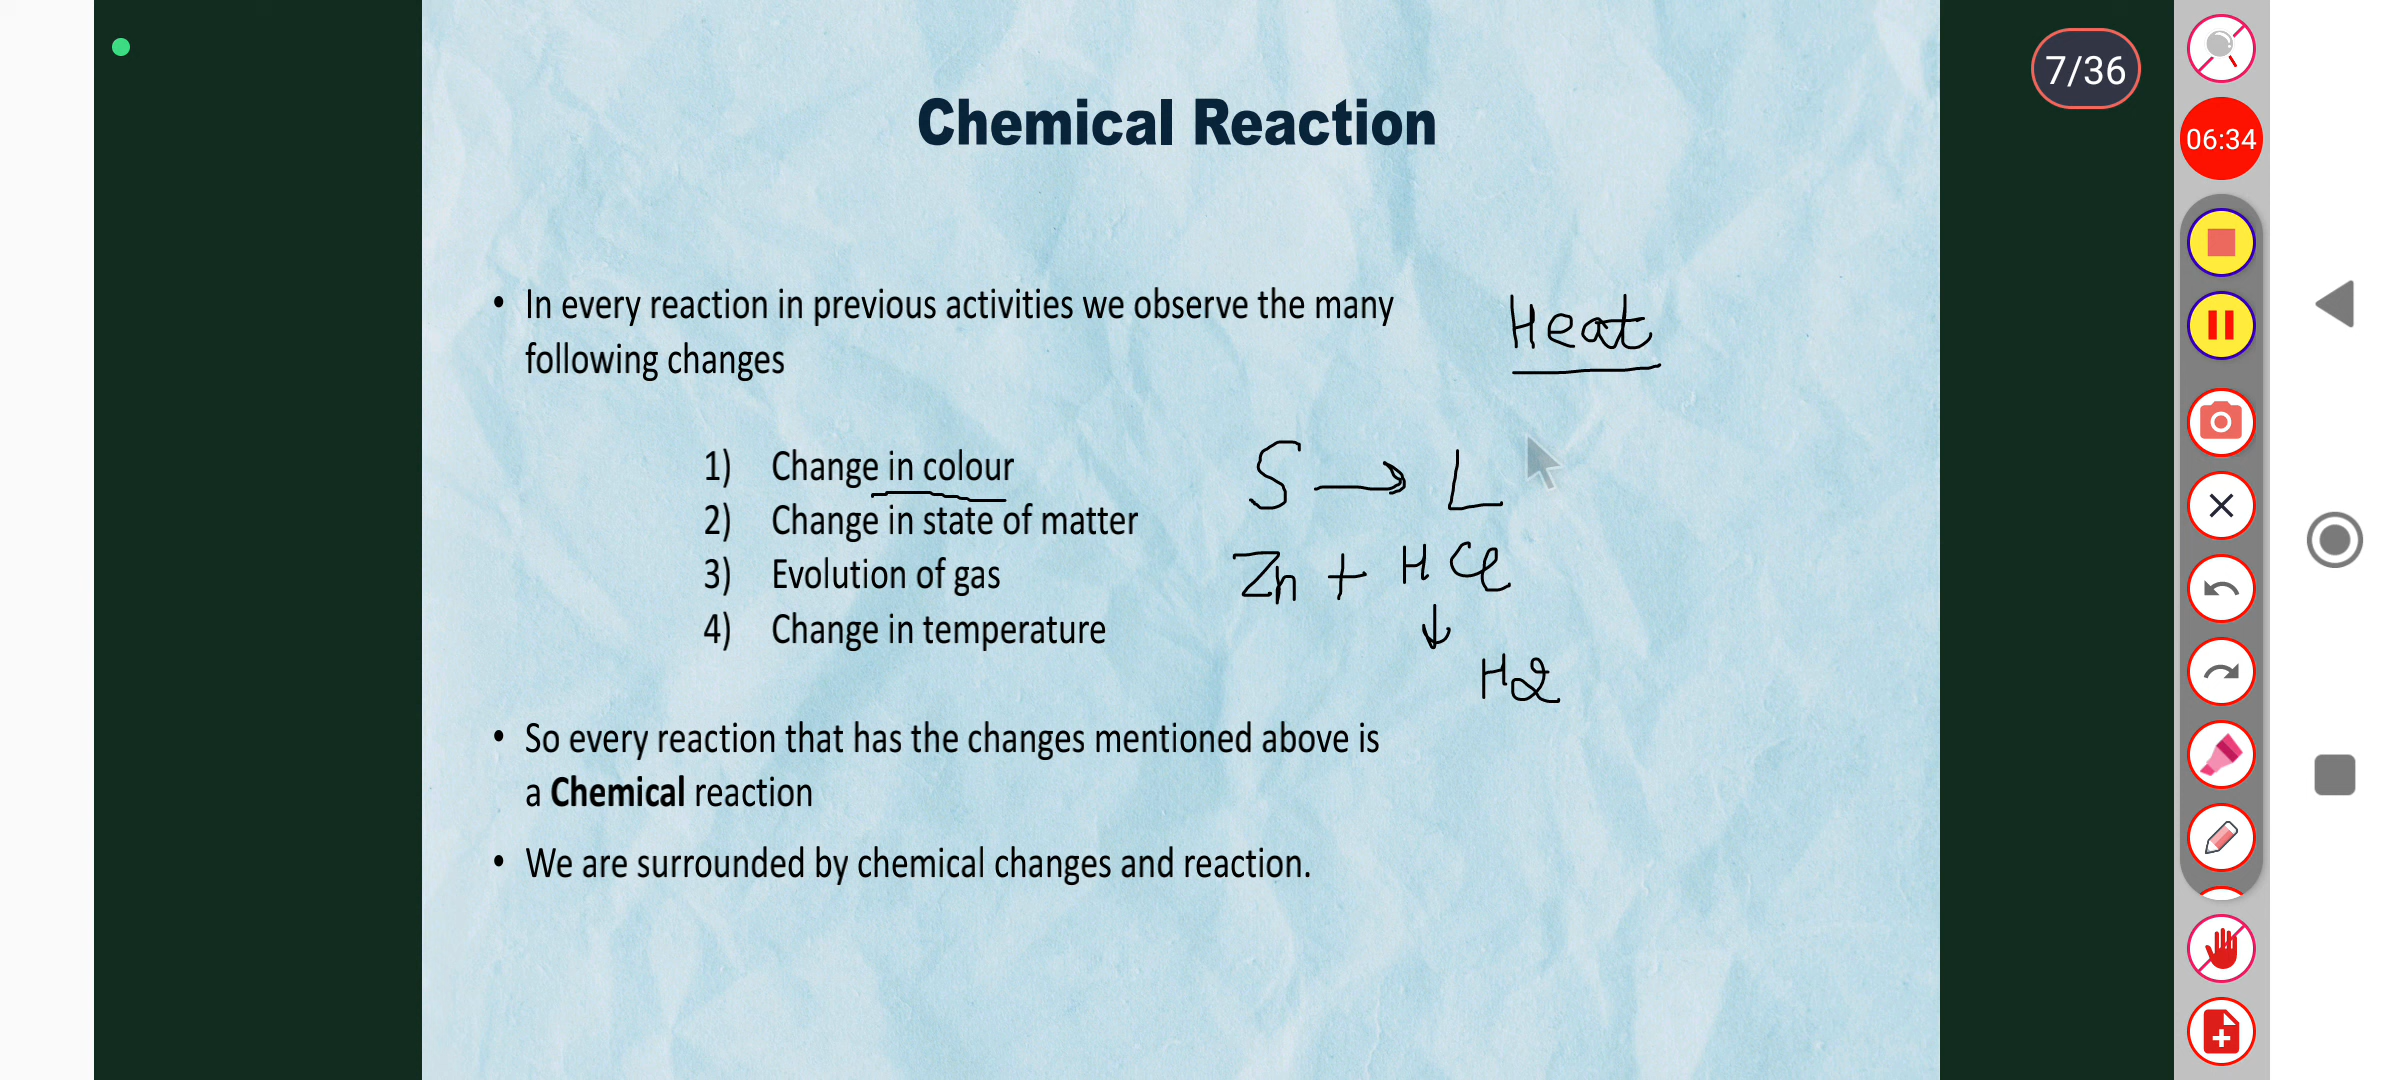 7/36
06:34
Chemical Reaction
• In every reaction in previous activities we observe the many
following changes
Heat
1) Change in colour
2) Change in state of matter
3) Evolution of gas
4) Change in temperature
S → L
Zn + HCl
↓
H2
• So every reaction that has the changes mentioned above is
a Chemical reaction
• We are surrounded by chemical changes and reaction.